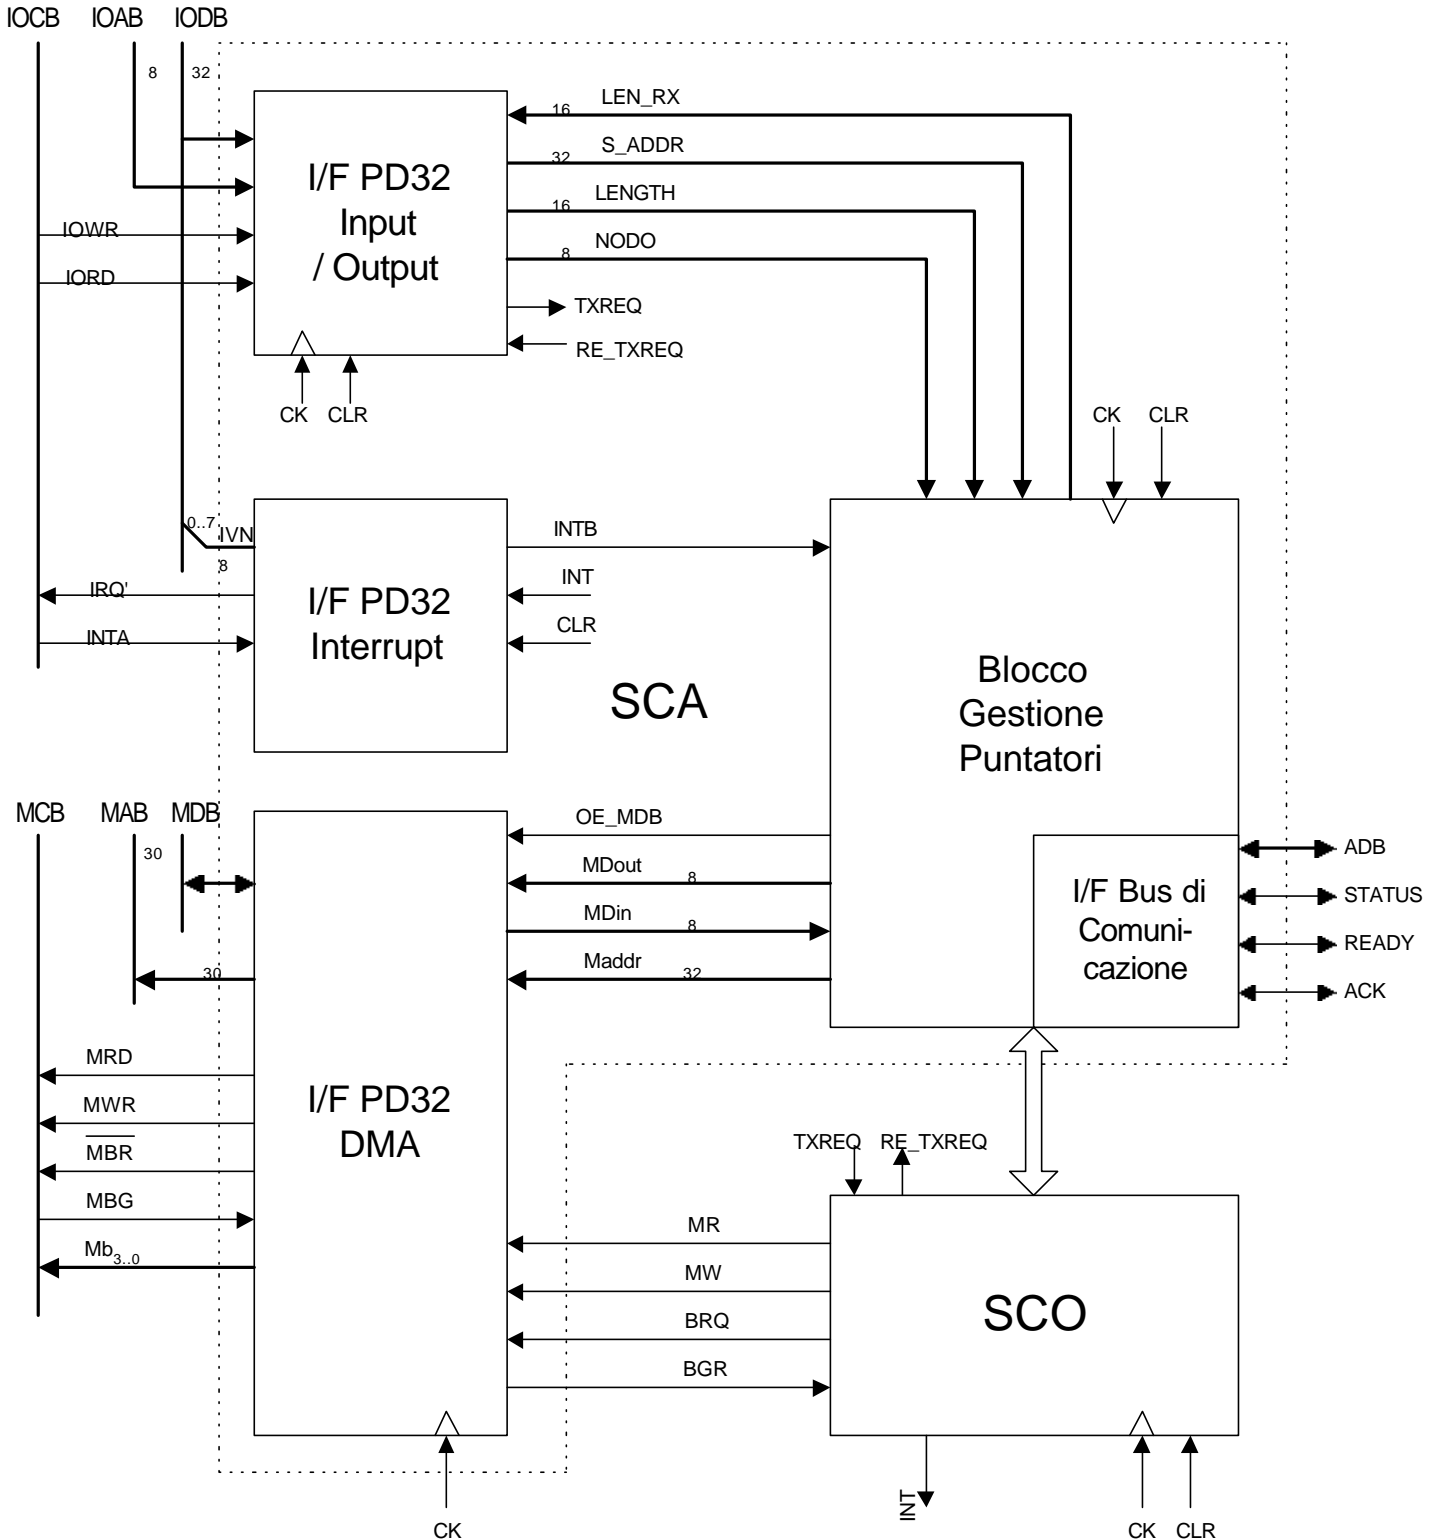 IOCB IOAB IODB
8 32
LEN_RX
16
S_ADDR
32
LENGTH
16
NODO
8
I/F PD32
Input
/ Output
IOWR
IORD
TXREQ
RE_TXREQ
CK CLR
CK CLR
0..7
IVN
8
IRQ'
INTA
I/F PD32
Interrupt
INTB
INT
CLR
SCA
Blocco
Gestione
Puntatori
MCB MAB MDB
30
OE_MDB
MDout
8
MDin
8
Maddr
32
30
I/F Bus di
Comuni-
cazione
ADB
STATUS
READY
ACK
MRD
MWR
MBR
MBG
Mb3..0
I/F PD32
DMA
TXREQ RE_TXREQ
MR
MW
BRQ
BGR
SCO
INT
CK
CK CLR